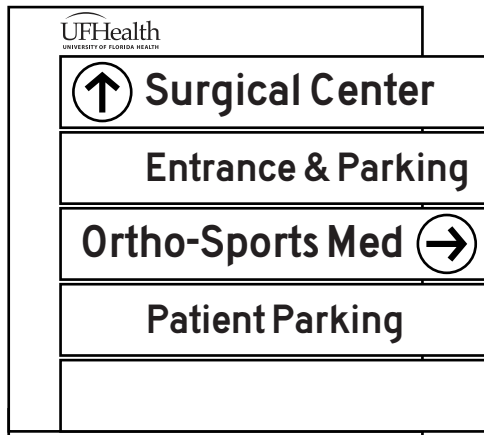 UFHealth
UNIVERSITY OF FLORIDA HEALTH
Surgical Center
Entrance & Parking
Ortho-Sports Med
Patient Parking